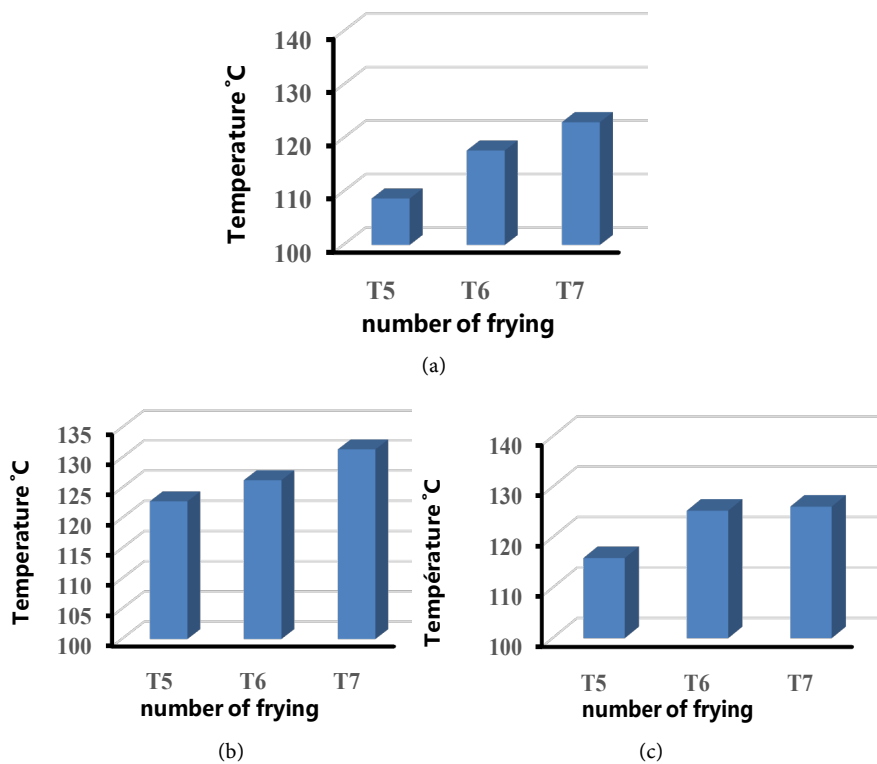 140
130
120
110
100
Temperature °C
T5 T6 T7
number of frying
(a)
135
130
125
120
115
110
105
100
Temperature °C
T5 T6 T7
number of frying
(b)
140
130
120
110
100
Température °C
T5 T6 T7
number of frying
(c)